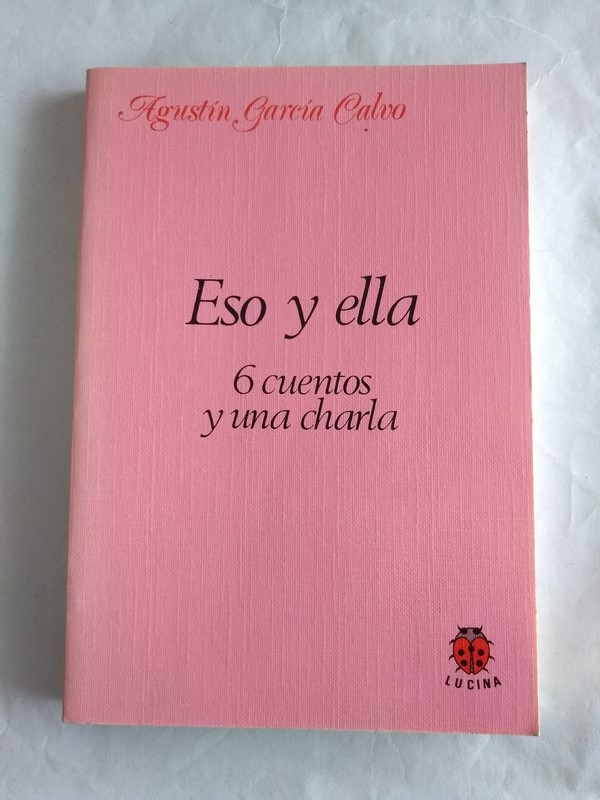 Agustín García Calvo
Eso y ella
6 cuentos
y una charla
LUCINA